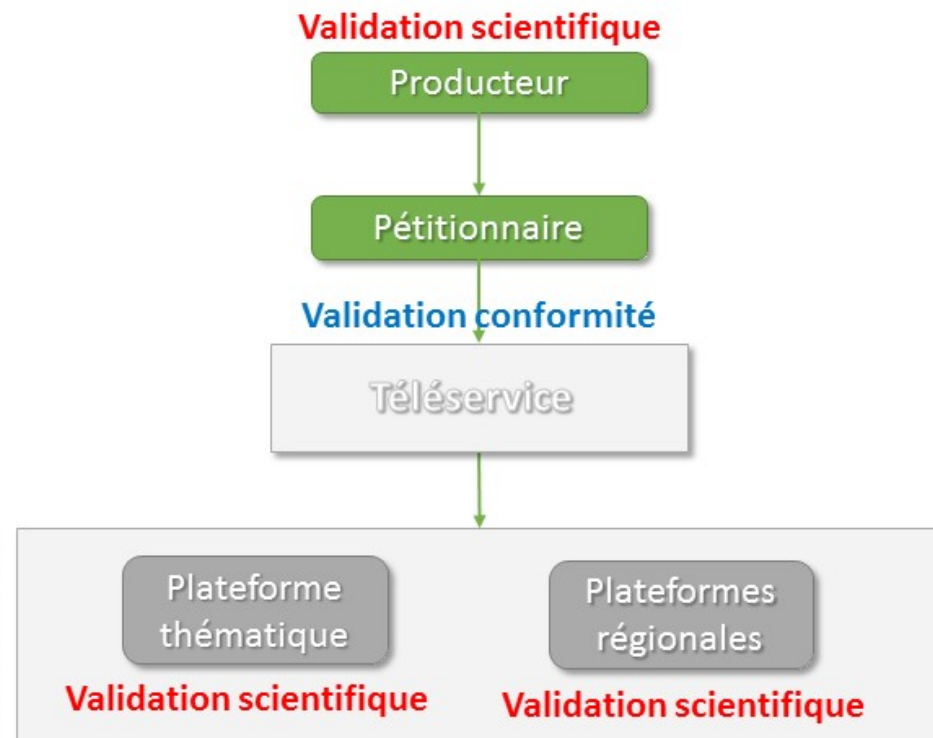 Validation scientifique
Producteur
Pétitionnaire
Validation conformité
Téléservice
Plateforme
thématique
Validation scientifique
Plateformes
régionales
Validation scientifique